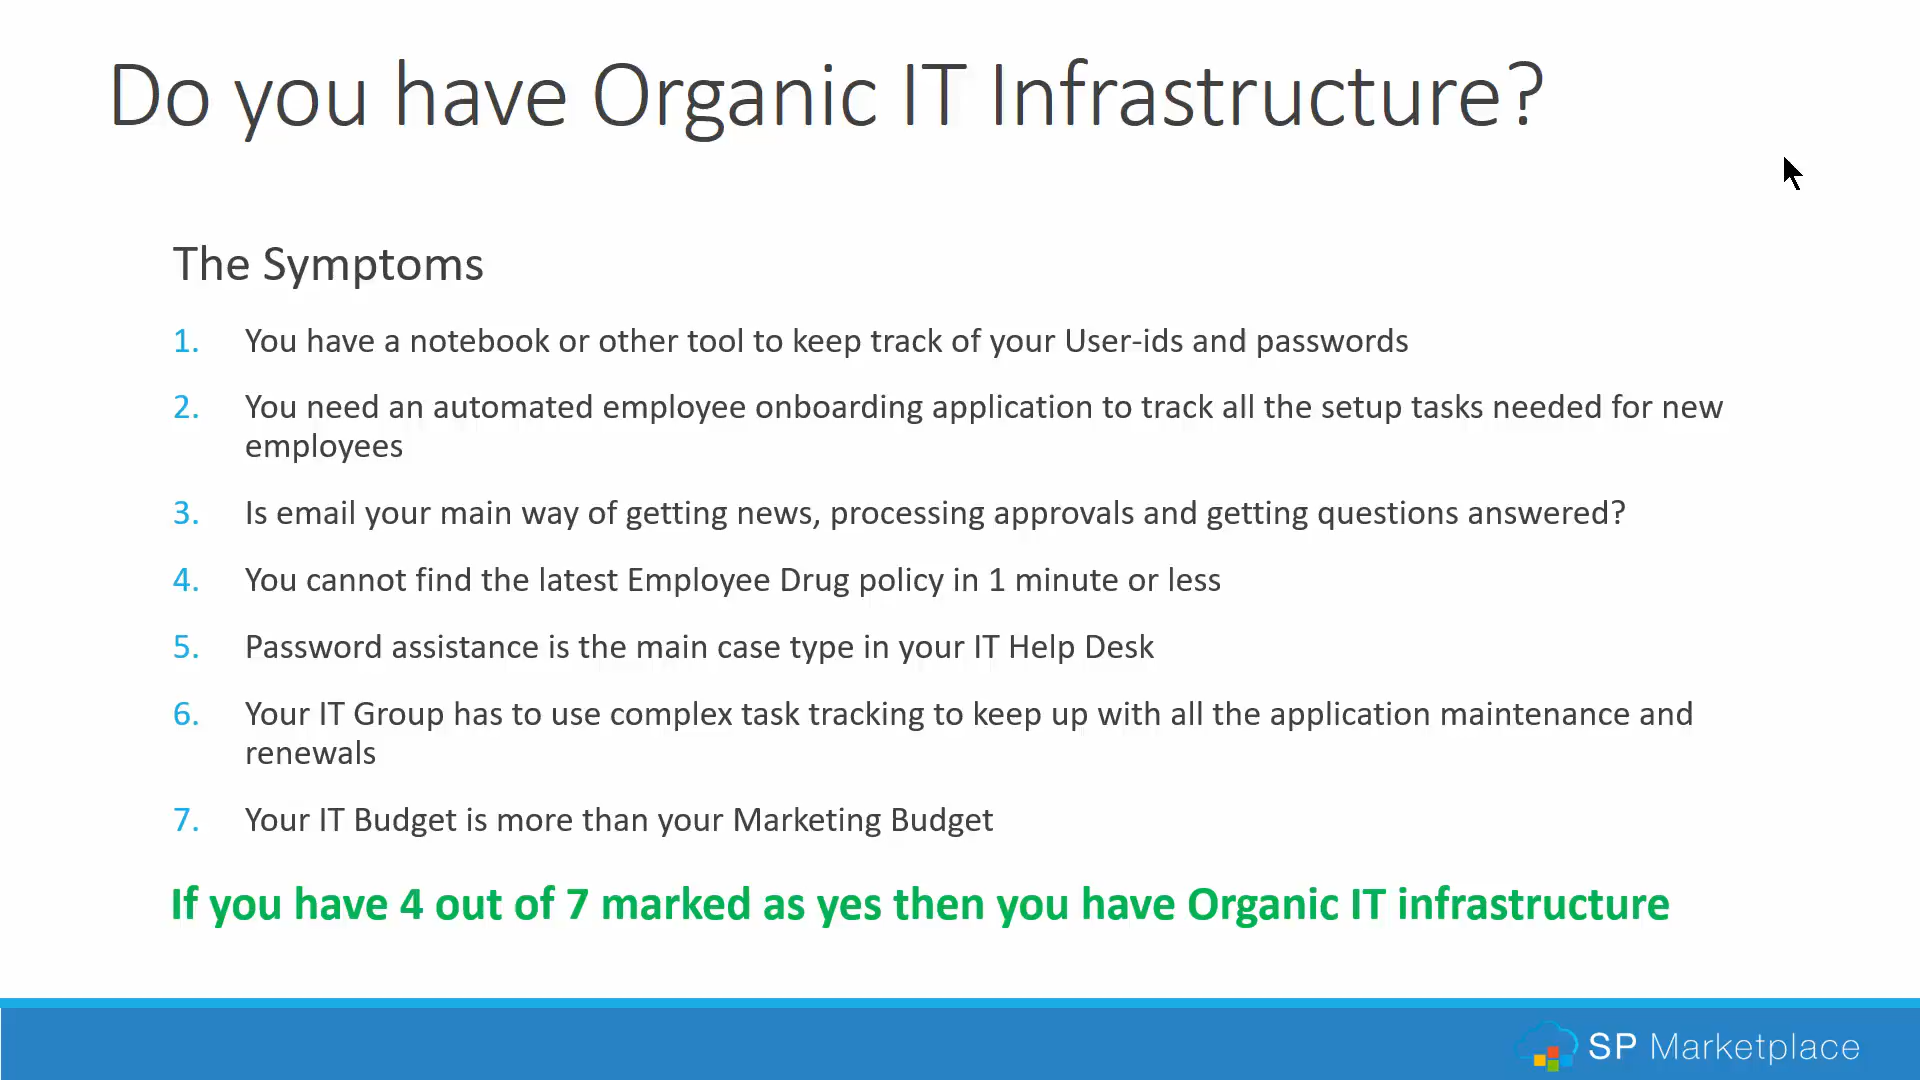 Do you have Organic IT Infrastructure?
The Symptoms
1. You have a notebook or other tool to keep track of your User-ids and passwords
2. You need an automated employee onboarding application to track all the setup tasks needed for new
employees
3. Is email your main way of getting news, processing approvals and getting questions answered?
4. You cannot find the latest Employee Drug policy in 1 minute or less
5. Password assistance is the main case type in your IT Help Desk
6. Your IT Group has to use complex task tracking to keep up with all the application maintenance and
renewals
7. Your IT Budget is more than your Marketing Budget
If you have 4 out of 7 marked as yes then you have Organic IT infrastructure
SP Marketplace